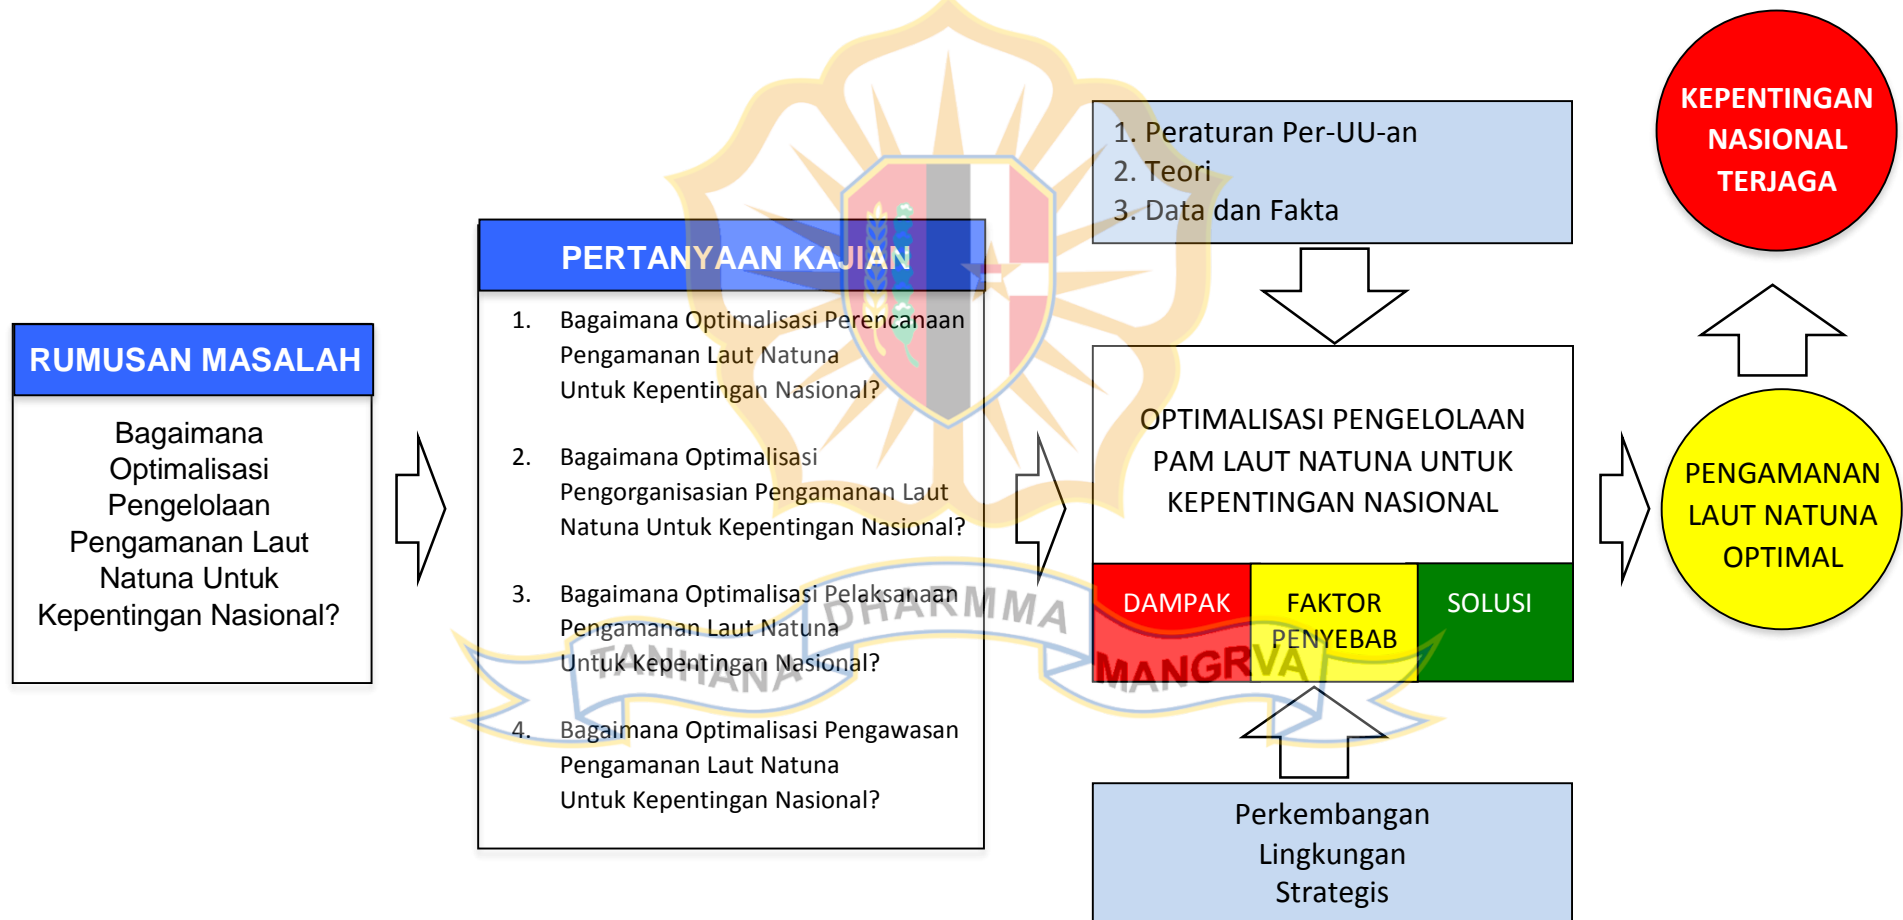 RUMUSAN MASALAH
Bagaimana
Optimalisasi
Pengelolaan
Pengamanan Laut
Natuna Untuk
Kepentingan Nasional?
PERTANYAAN KAJIAN
1. Bagaimana Optimalisasi Perencanaan
Pengamanan Laut Natuna
Untuk Kepentingan Nasional?
2. Bagaimana Optimalisasi
Pengorganisasian Pengamanan Laut
Natuna Untuk Kepentingan Nasional?
3. Bagaimana Optimalisasi Pelaksanaan
Pengamanan Laut Natuna
Untuk Kepentingan Nasional?
4. Bagaimana Optimalisasi Pengawasan
Pengamanan Laut Natuna
Untuk Kepentingan Nasional?
1. Peraturan Per-UU-an
2. Teori
3. Data dan Fakta
OPTIMALISASI PENGELOLAAN
PAM LAUT NATUNA UNTUK
KEPENTINGAN NASIONAL
DAMPAK
FAKTOR
PENYEBAB
SOLUSI
Perkembangan
Lingkungan
Strategis
PENGAMANAN
LAUT NATUNA
OPTIMAL
KEPENTINGAN
NASIONAL
TERJAGA
TANHANA DHARMMA MANGRVA